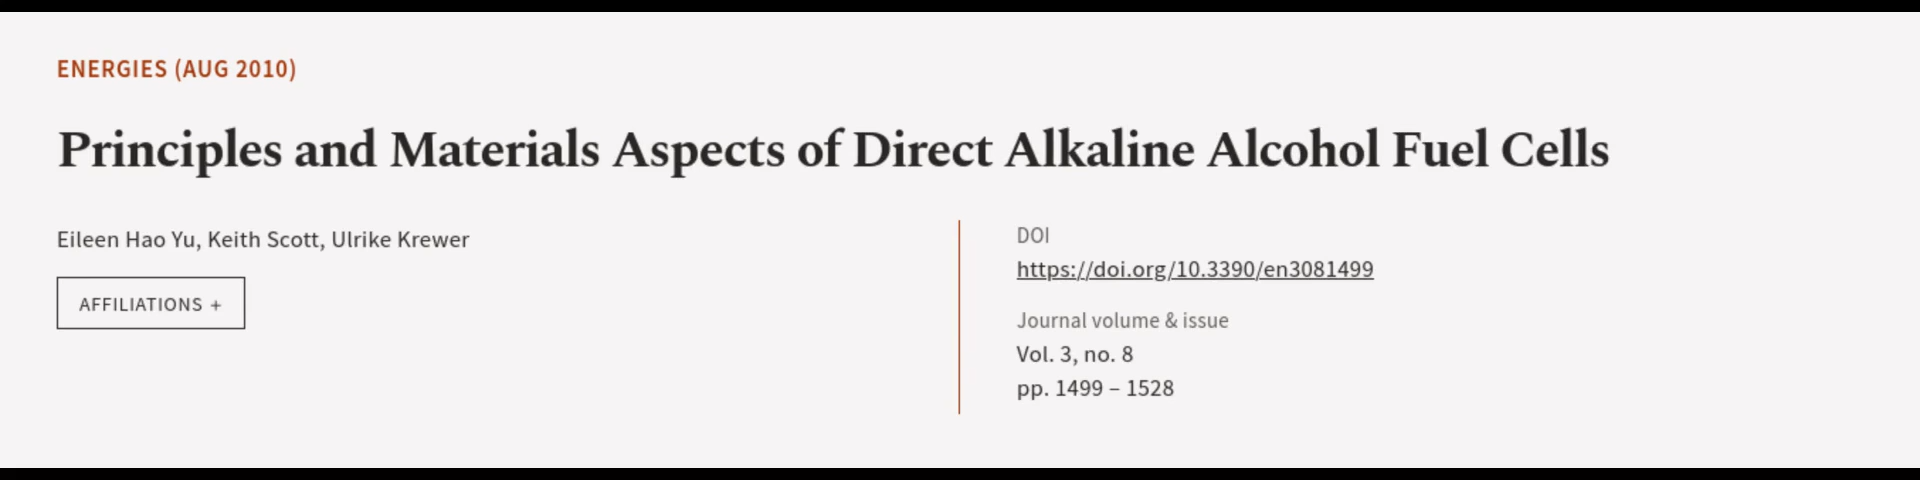 ENERGIES (AUG 2010)
Principles and Materials Aspects of Direct Alkaline Alcohol Fuel Cells
Eileen Hao Yu, Keith Scott, Ulrike Krewer
AFFILIATIONS +
DOI
https://doi.org/10.3390/en3081499
Journal volume & issue
Vol. 3, no. 8
pp. 1499 – 1528